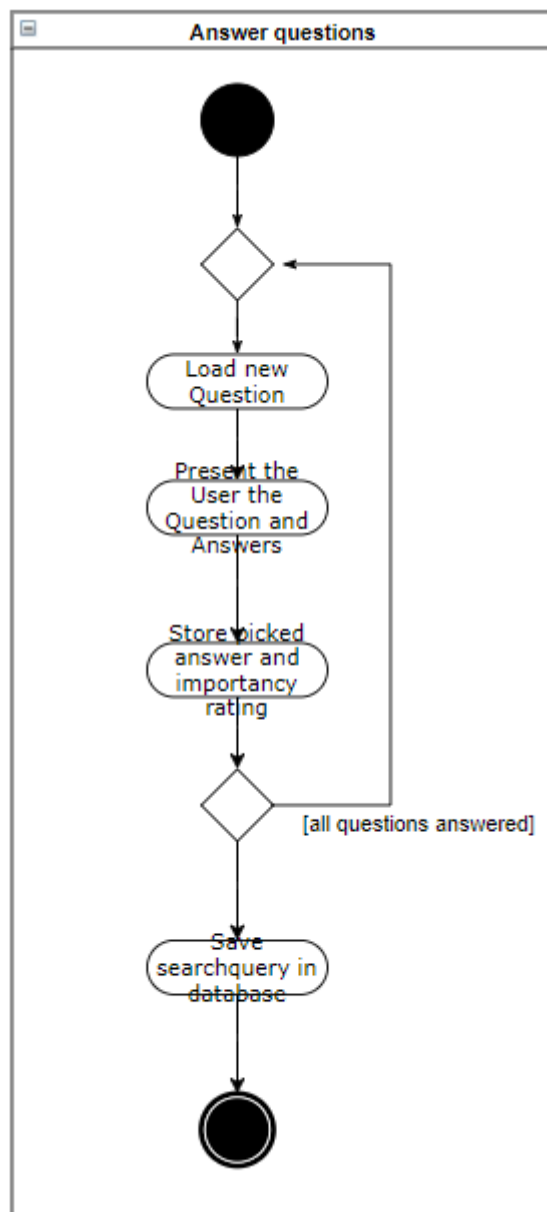 Answer questions
Load new
Question
Present the
User the
Question and
Answers
Store picked
answer and
importancy
rating
[all questions answered]
Save
searchquery in
database